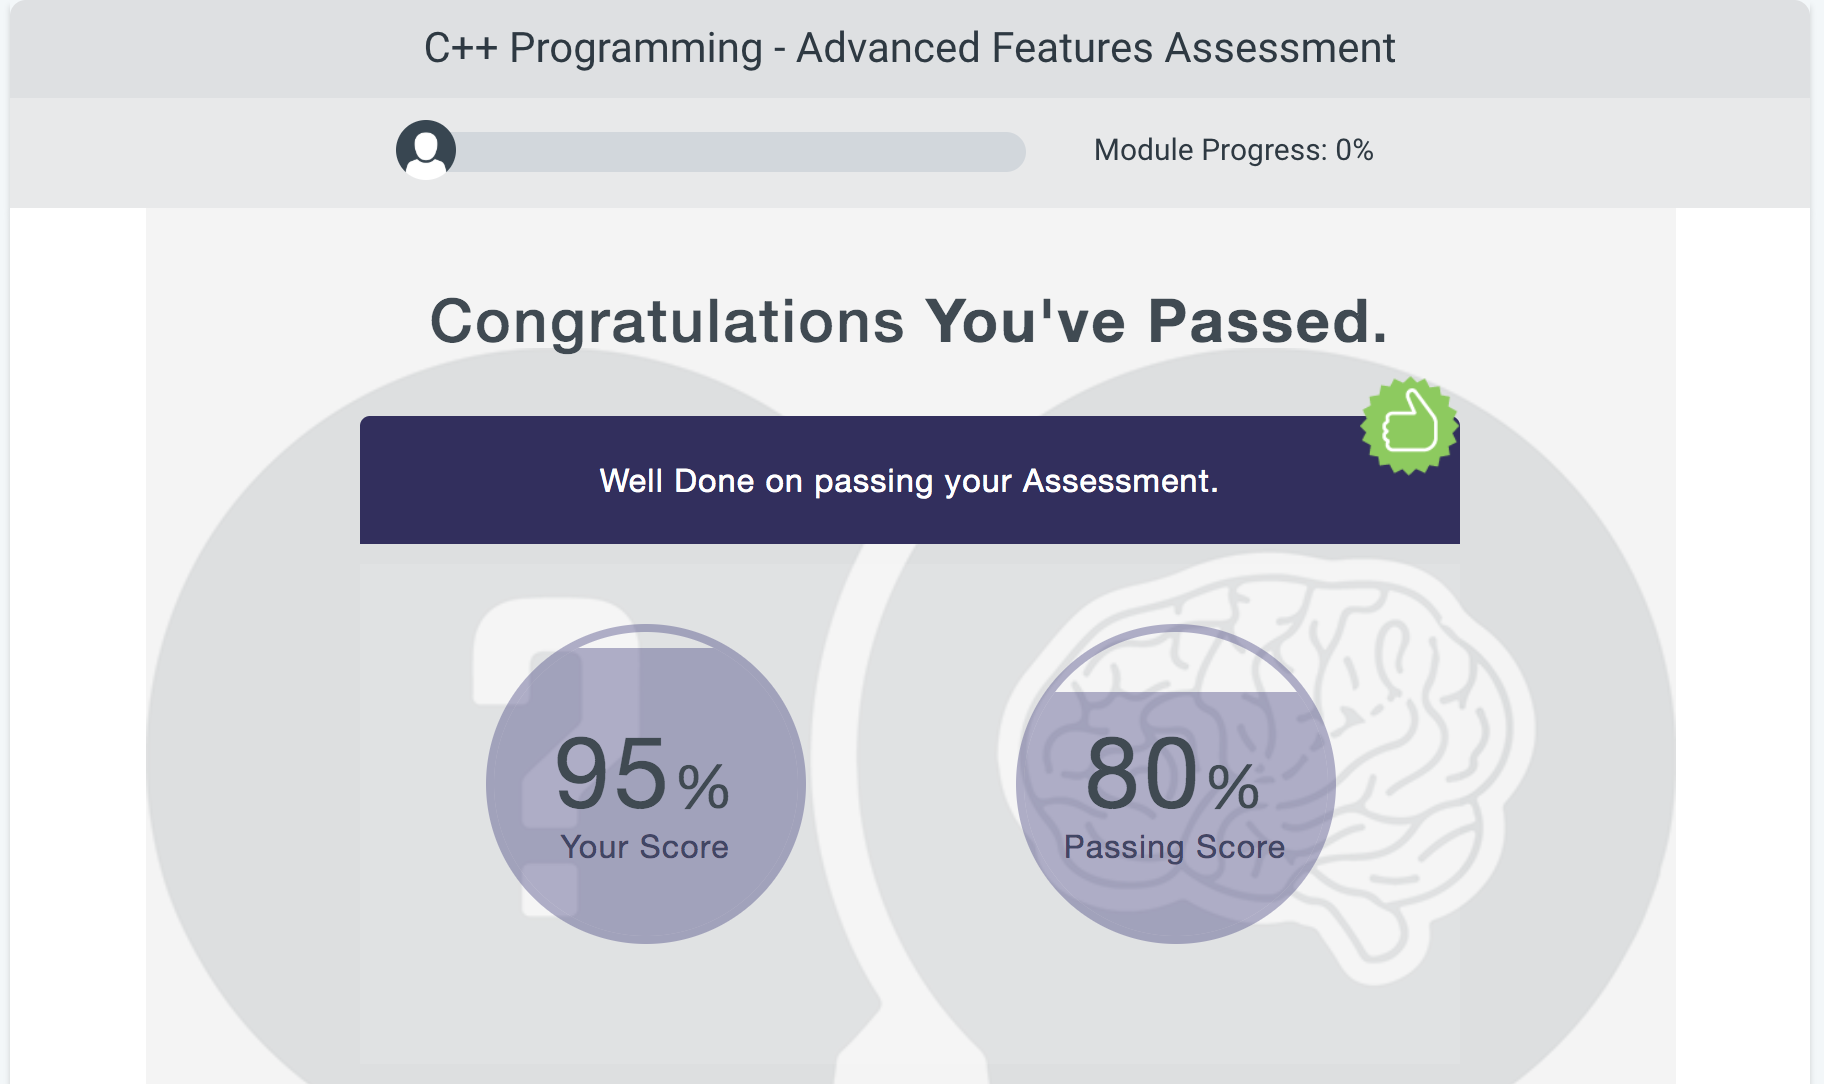 C++ Programming - Advanced Features Assessment
Module Progress: 0%
Congratulations You've Passed.
Well Done on passing your Assessment.
95%
Your Score
80%
Passing Score